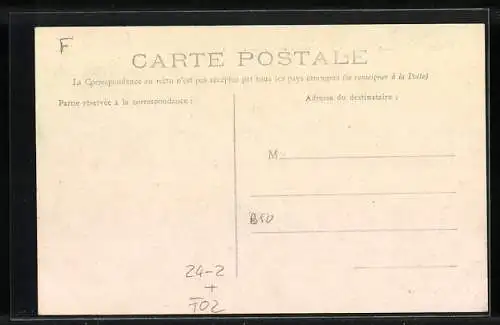 F
CARTE POSTALE
La Correspondance au recto n'est pas acceptée par tous les pays étrangers (se renseigner à la Poste)
Partie réservée à la correspondance :
Adresse du destinataire :
M
B50
24-2
+
T02